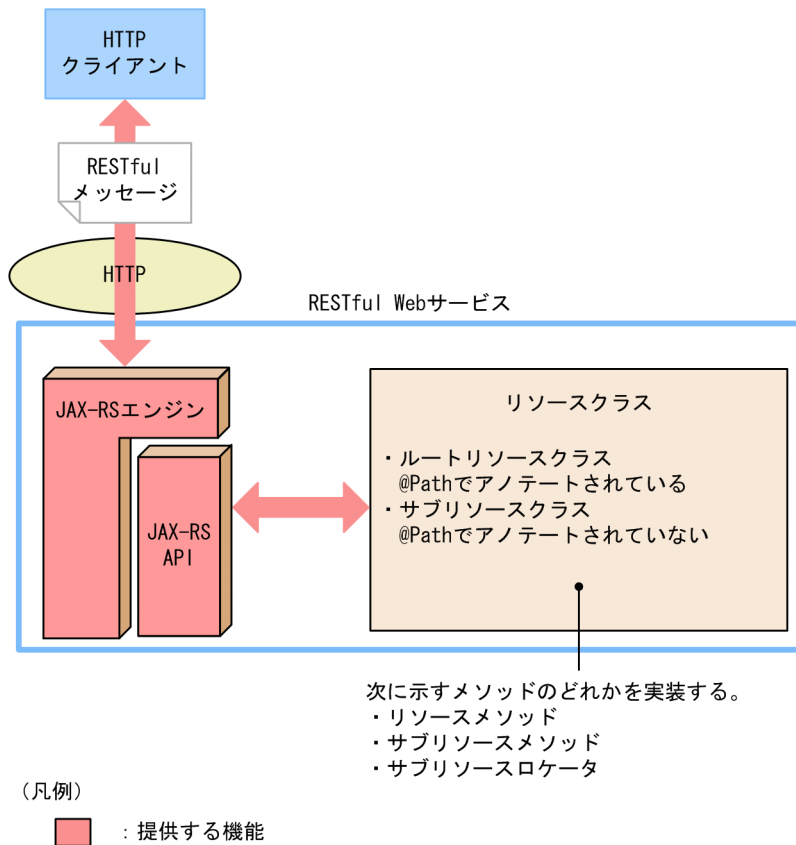 HTTP
クライアント
RESTful
メッセージ
HTTP
RESTful Webサービス
JAX-RSエンジン
JAX-RS
API
リソースクラス
・ルートリソースクラス
@Pathでアノテートされている
・サブリソースクラス
@Pathでアノテートされていない
次に示すメソッドのどれかを実装する。
・リソースメソッド
・サブリソースメソッド
・サブリソースロケータ
（凡例）
：提供する機能